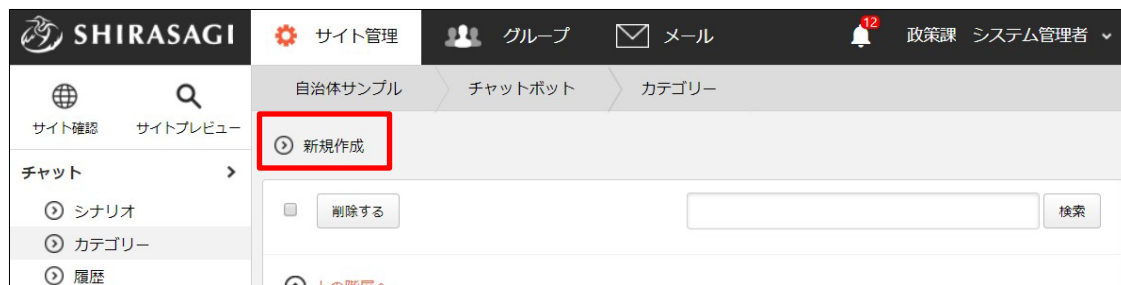 SHIRASAGI サイト管理 グループ メール 12 政策課 システム管理者
サイト確認 サイトプレビュー
自治体サンプル チャットボット カテゴリー
新規作成
チャット
シナリオ
カテゴリー
履歴
削除する 検索